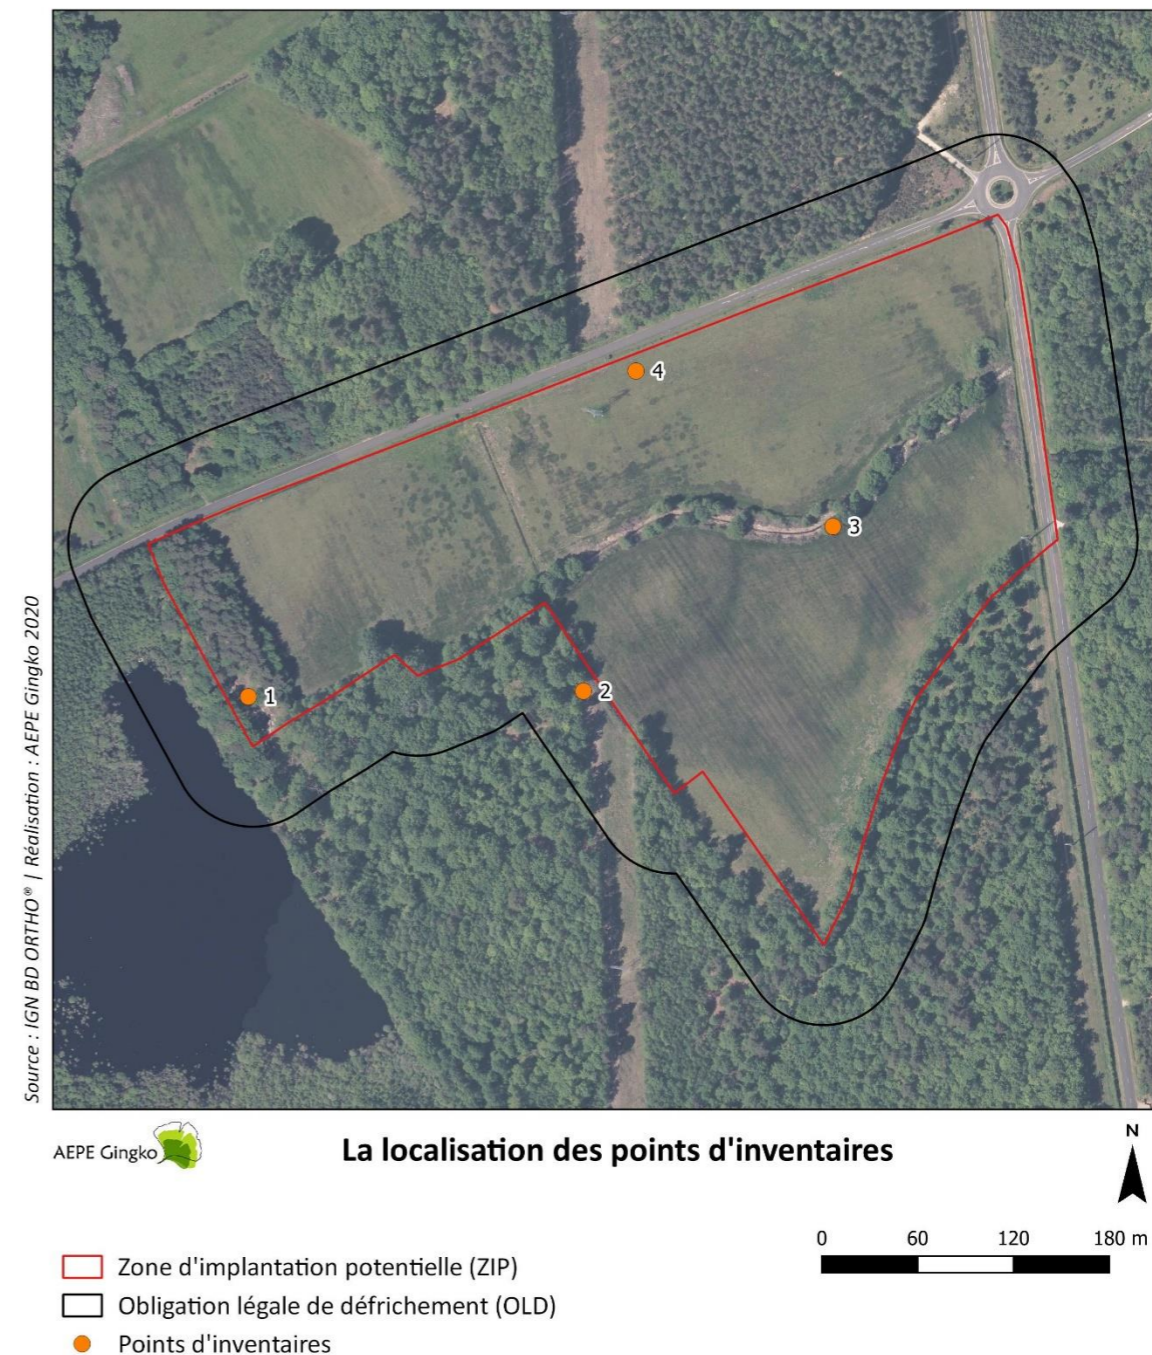 4
3
1
2
Source : IGN BD ORTHO® | Réalisation : AEPE Gingko 2020
AEPE Gingko
La localisation des points d'inventaires
N
0 60 120 180 m
Zone d'implantation potentielle (ZIP)
Obligation légale de défrichement (OLD)
Points d'inventaires